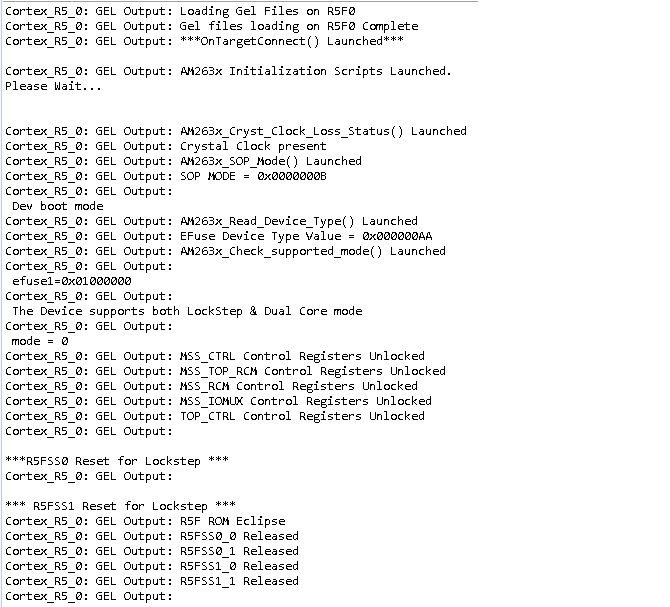 Cortex_R5_0: GEL Output: Loading Gel Files on R5F0
Cortex_R5_0: GEL Output: Gel files loading on R5F0 Complete
Cortex_R5_0: GEL Output: ***OnTargetConnect() Launched***
Cortex_R5_0: GEL Output: AM263x Initialization Scripts Launched.
Please Wait...
Cortex_R5_0: GEL Output: AM263x_Cryst_Clock_Loss_Status() Launched
Cortex_R5_0: GEL Output: Crystal Clock present
Cortex_R5_0: GEL Output: AM263x_SOP_Mode() Launched
Cortex_R5_0: GEL Output: SOP MODE = 0x0000000B
Cortex_R5_0: GEL Output:
Dev boot mode
Cortex_R5_0: GEL Output: AM263x_Read_Device_Type() Launched
Cortex_R5_0: GEL Output: EFuse Device Type Value = 0x000000AA
Cortex_R5_0: GEL Output: AM263x_Check_supported_mode() Launched
Cortex_R5_0: GEL Output:
efuse1=0x01000000
Cortex_R5_0: GEL Output:
The Device supports both LockStep & Dual Core mode
Cortex_R5_0: GEL Output:
mode = 0
Cortex_R5_0: GEL Output: MSS_CTRL Control Registers Unlocked
Cortex_R5_0: GEL Output: MSS_TOP_RCM Control Registers Unlocked
Cortex_R5_0: GEL Output: MSS_RCM Control Registers Unlocked
Cortex_R5_0: GEL Output: MSS_IOMUX Control Registers Unlocked
Cortex_R5_0: GEL Output: TOP_CTRL Control Registers Unlocked
Cortex_R5_0: GEL Output:
***R5FSS0 Reset for Lockstep ***
Cortex_R5_0: GEL Output:
*** R5FSS1 Reset for Lockstep ***
Cortex_R5_0: GEL Output: R5F ROM Eclipse
Cortex_R5_0: GEL Output: R5FSS0_0 Released
Cortex_R5_0: GEL Output: R5FSS0_1 Released
Cortex_R5_0: GEL Output: R5FSS1_0 Released
Cortex_R5_0: GEL Output: R5FSS1_1 Released
Cortex_R5_0: GEL Output: